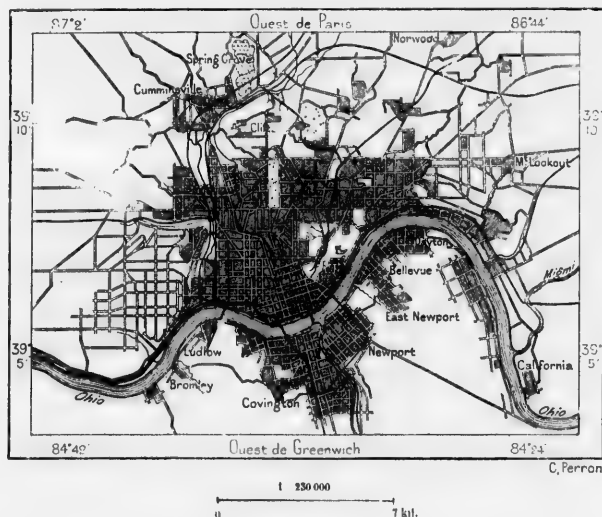 87°2' Ouest de Paris 86°44'
Norwood
Spring Grove
Cumminsville
39°
10'
39°
10'
Mt Lookout
Dayton
Bellevue
Miami
East Newport
39°
5'
39°
5'
Ludlow
Newport
California
Bromley
Covington
Ohio
Ohio
84°42' Ouest de Greenwich 84°24'
C. Perron
1 230 000
0 7 kil.